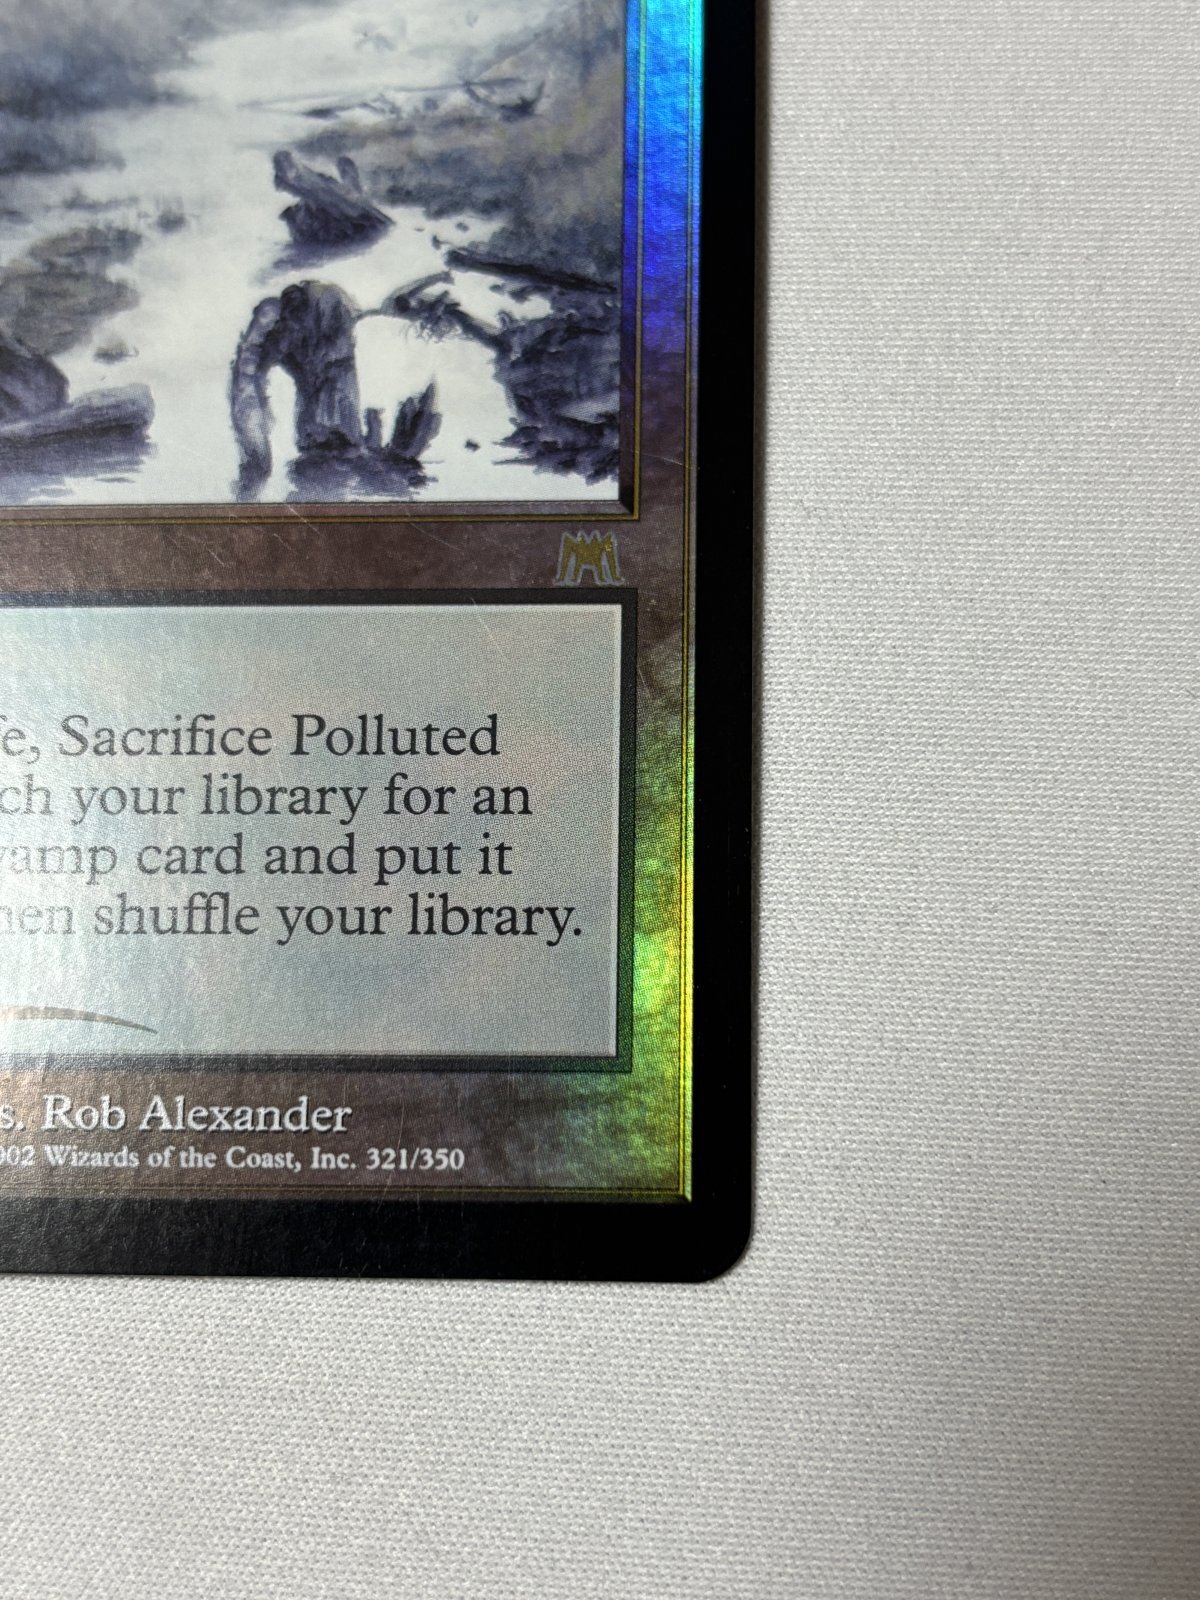 fe, Sacrifice Polluted
ch your library for an
wamp card and put it
hen shuffle your library.
s. Rob Alexander
002 Wizards of the Coast, Inc. 321/350